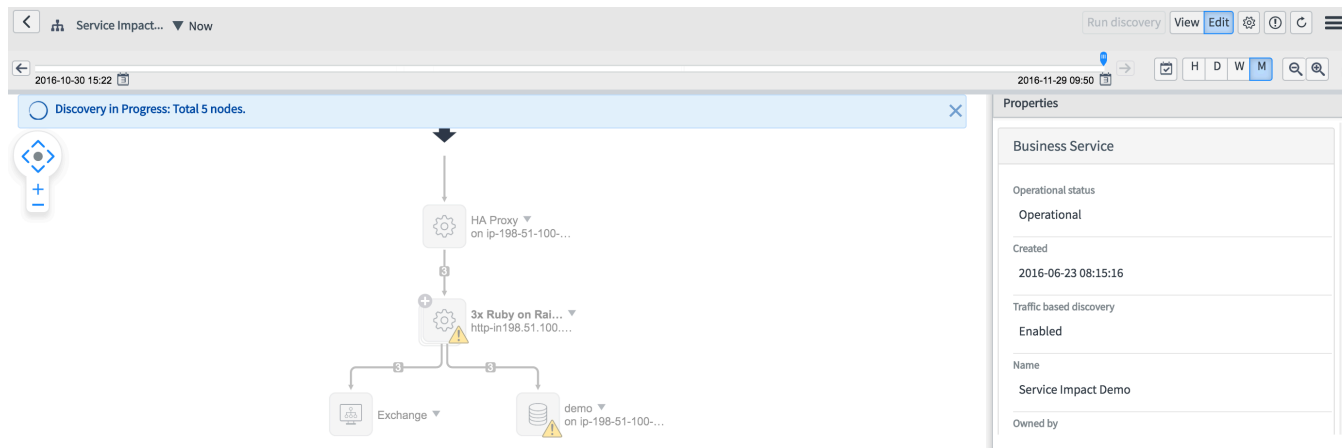 Service Impact... ▼ Now
Run discovery View Edit
2016-10-30 15:22
2016-11-29 09:50
H D W M
Discovery in Progress: Total 5 nodes.
Properties
Business Service
Operational status
Operational
Created
2016-06-23 08:15:16
Traffic based discovery
Enabled
Name
Service Impact Demo
Owned by
HA Proxy ▼
on ip-198-51-100-...
3
3x Ruby on Rai... ▼
http-in198.51.100....
3 3
Exchange ▼
demo ▼
on ip-198-51-100-...